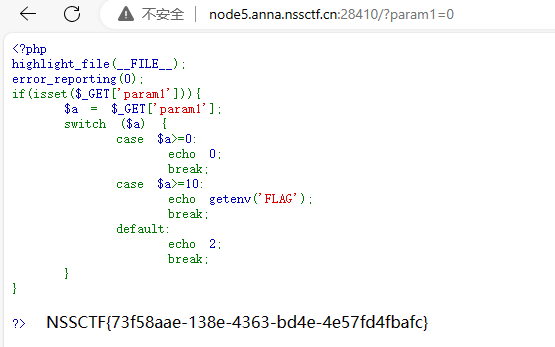 不安全 node5.anna.nssctf.cn:28410/?param1=0
<?php
highlight_file(__FILE__);
error_reporting(0);
if(isset($_GET['param1'])){
        $a = $_GET['param1'];
        switch ($a) {
                case $a>=0:
                        echo 0;
                        break;
                case $a>=10:
                        echo getenv('FLAG');
                        break;
                default:
                        echo 2;
                        break;
        }
}
?> NSSCTF{73f58aae-138e-4363-bd4e-4e57fd4fbafc}